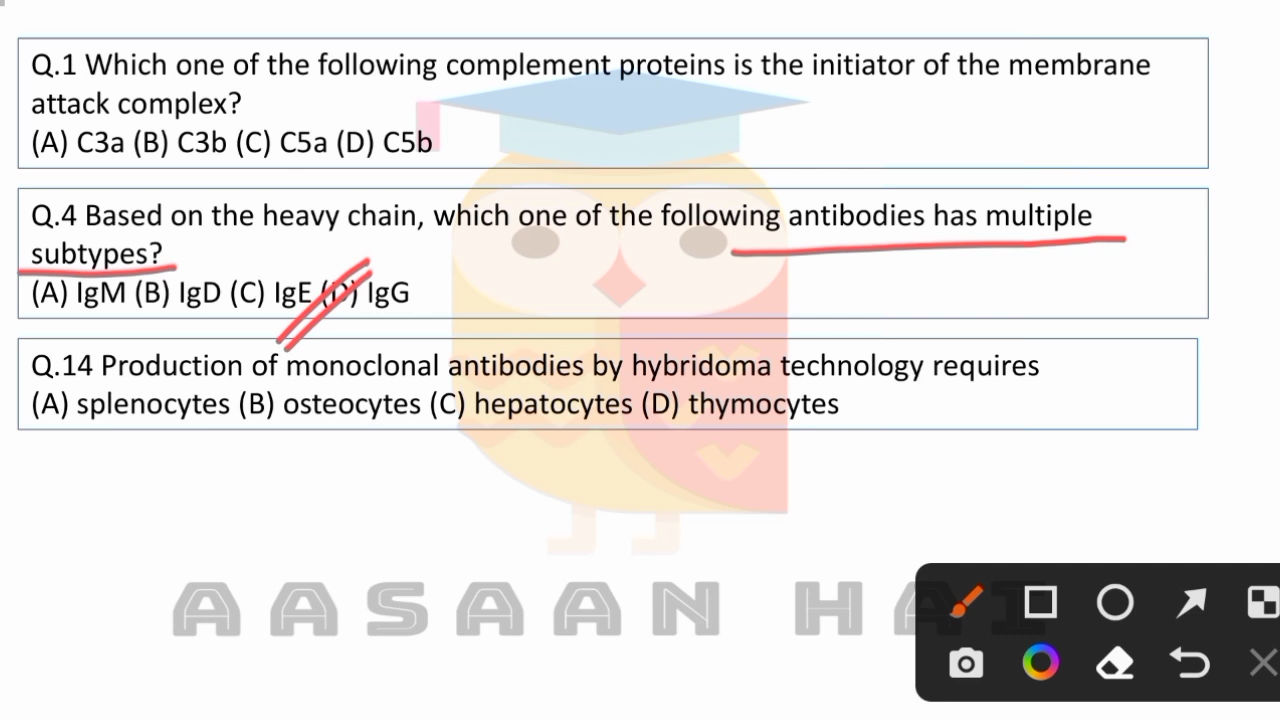 Q.1 Which one of the following complement proteins is the initiator of the membrane
attack complex?
(A) C3a (B) C3b (C) C5a (D) C5b
Q.4 Based on the heavy chain, which one of the following antibodies has multiple
subtypes?
(A) IgM (B) IgD (C) IgE (D) IgG
Q.14 Production of monoclonal antibodies by hybridoma technology requires
(A) splenocytes (B) osteocytes (C) hepatocytes (D) thymocytes
AASAAN HAI